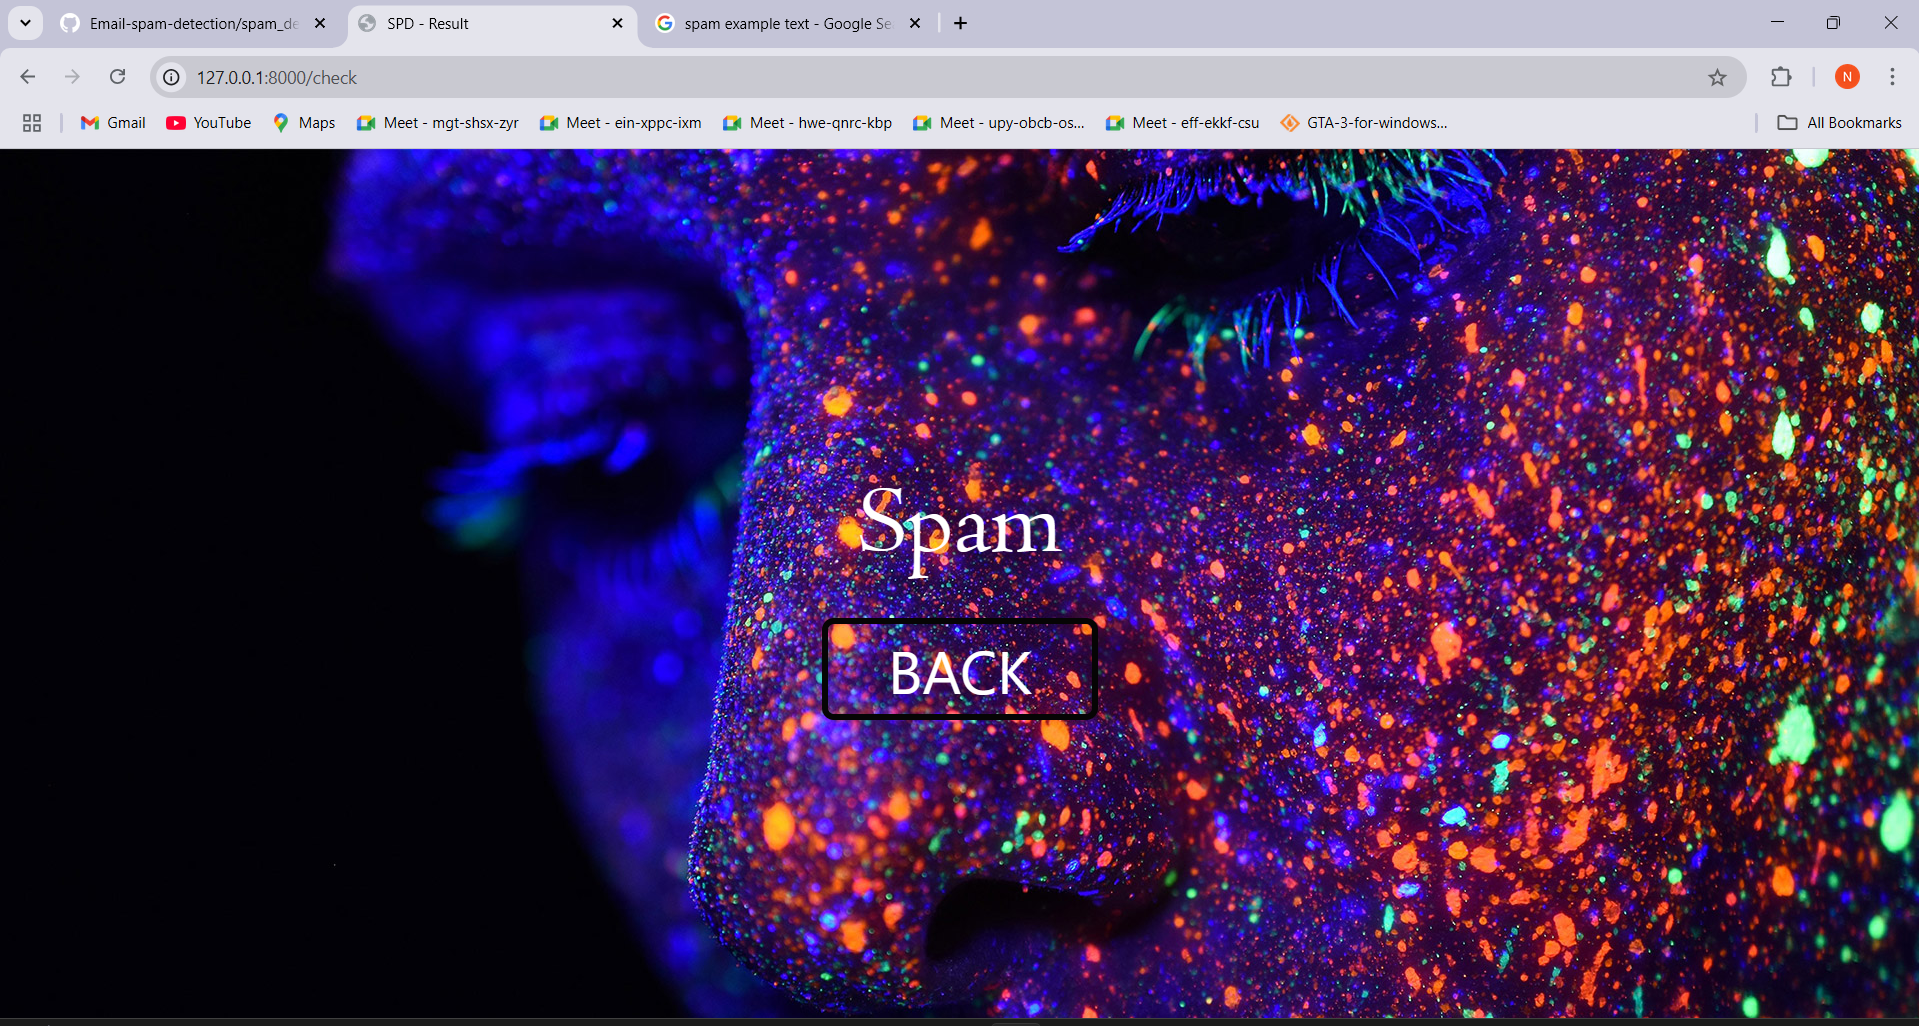 Email-spam-detection/spam_de
SPD - Result
spam example text - Google Se
127.0.0.1:8000/check
N
Gmail
YouTube
Maps
Meet - mgt-shsx-zyr
Meet - ein-xppc-ixm
Meet - hwe-qnrc-kbp
Meet - upy-obcb-os...
Meet - eff-ekkf-csu
GTA-3-for-windows...
All Bookmarks
Spam
BACK